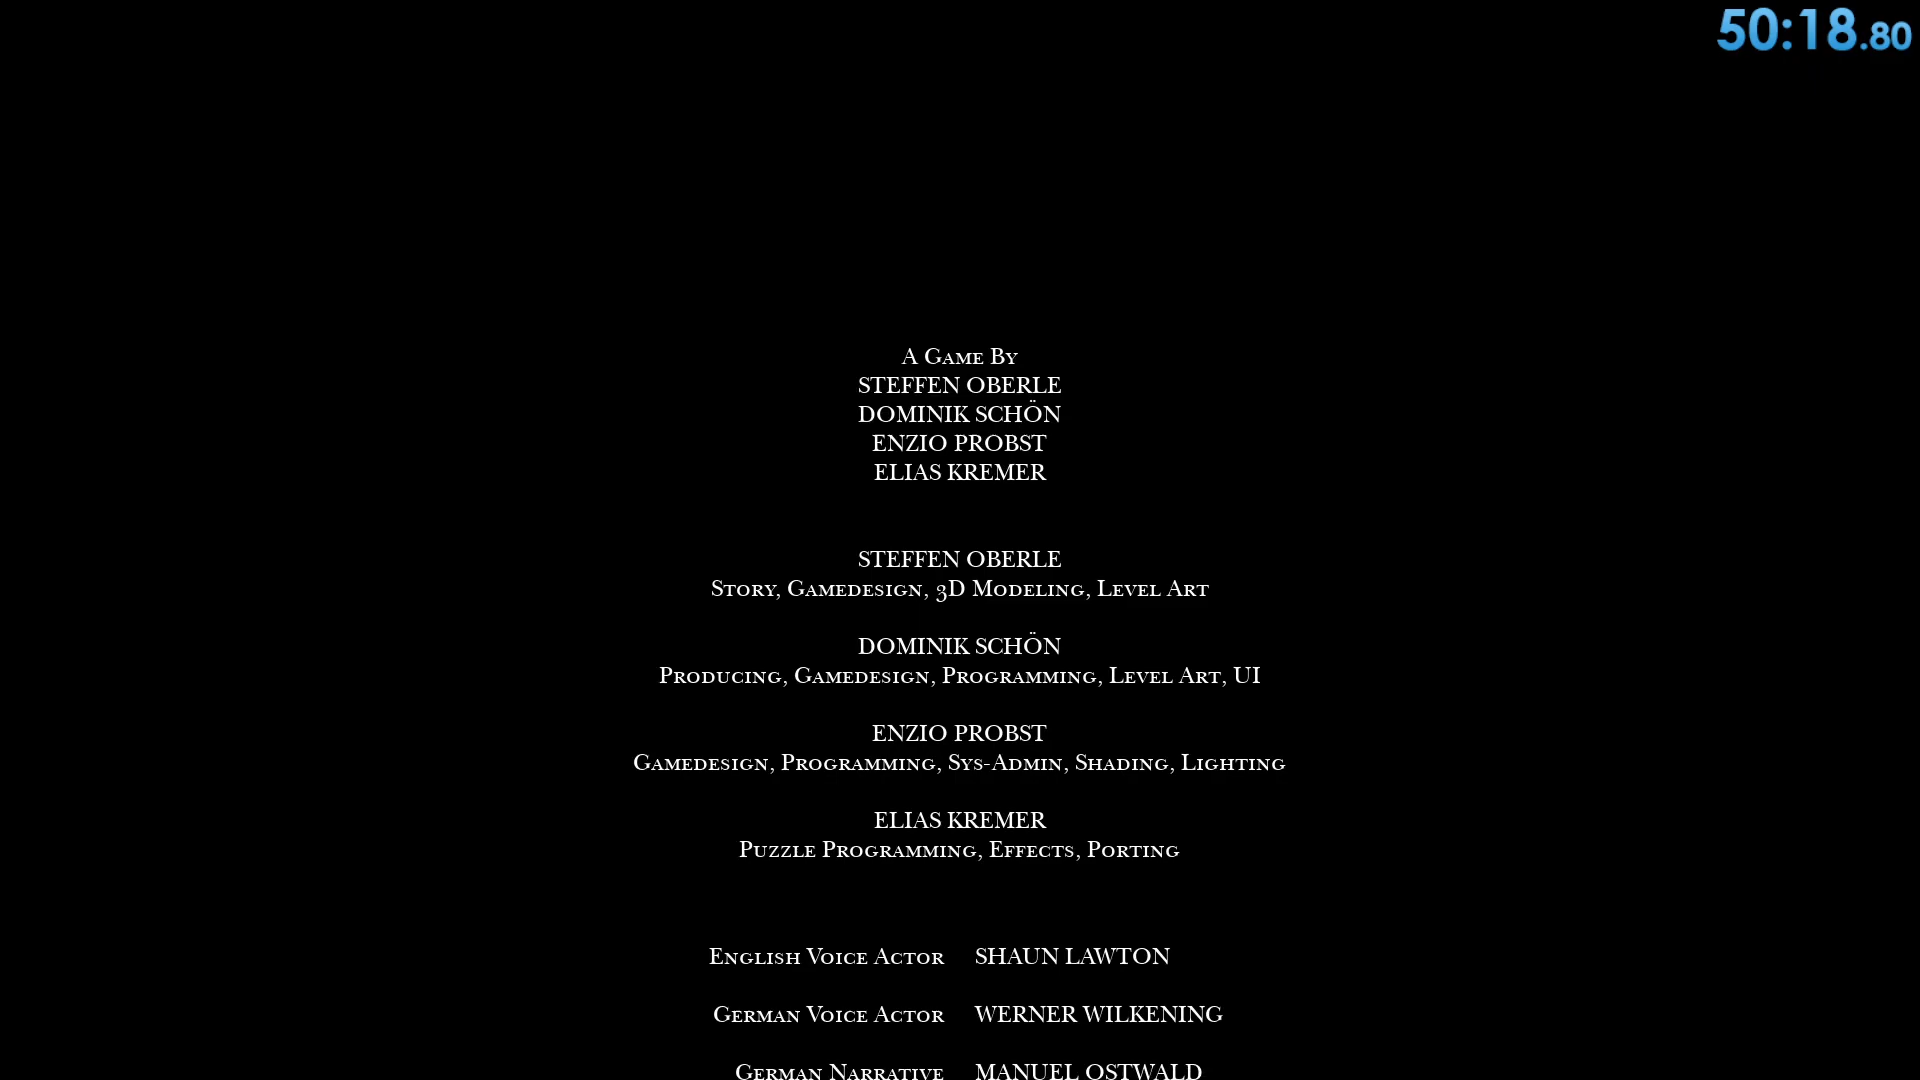 50:18.80
A Game By
STEFFEN OBERLE
DOMINIK SCHÖN
ENZIO PROBST
ELIAS KREMER
STEFFEN OBERLE
Story, Gamedesign, 3D Modeling, Level Art
DOMINIK SCHÖN
Producing, Gamedesign, Programming, Level Art, UI
ENZIO PROBST
Gamedesign, Programming, Sys-Admin, Shading, Lighting
ELIAS KREMER
Puzzle Programming, Effects, Porting
English Voice Actor SHAUN LAWTON
German Voice Actor WERNER WILKENING
German Narrative MANUEL OSTWALD